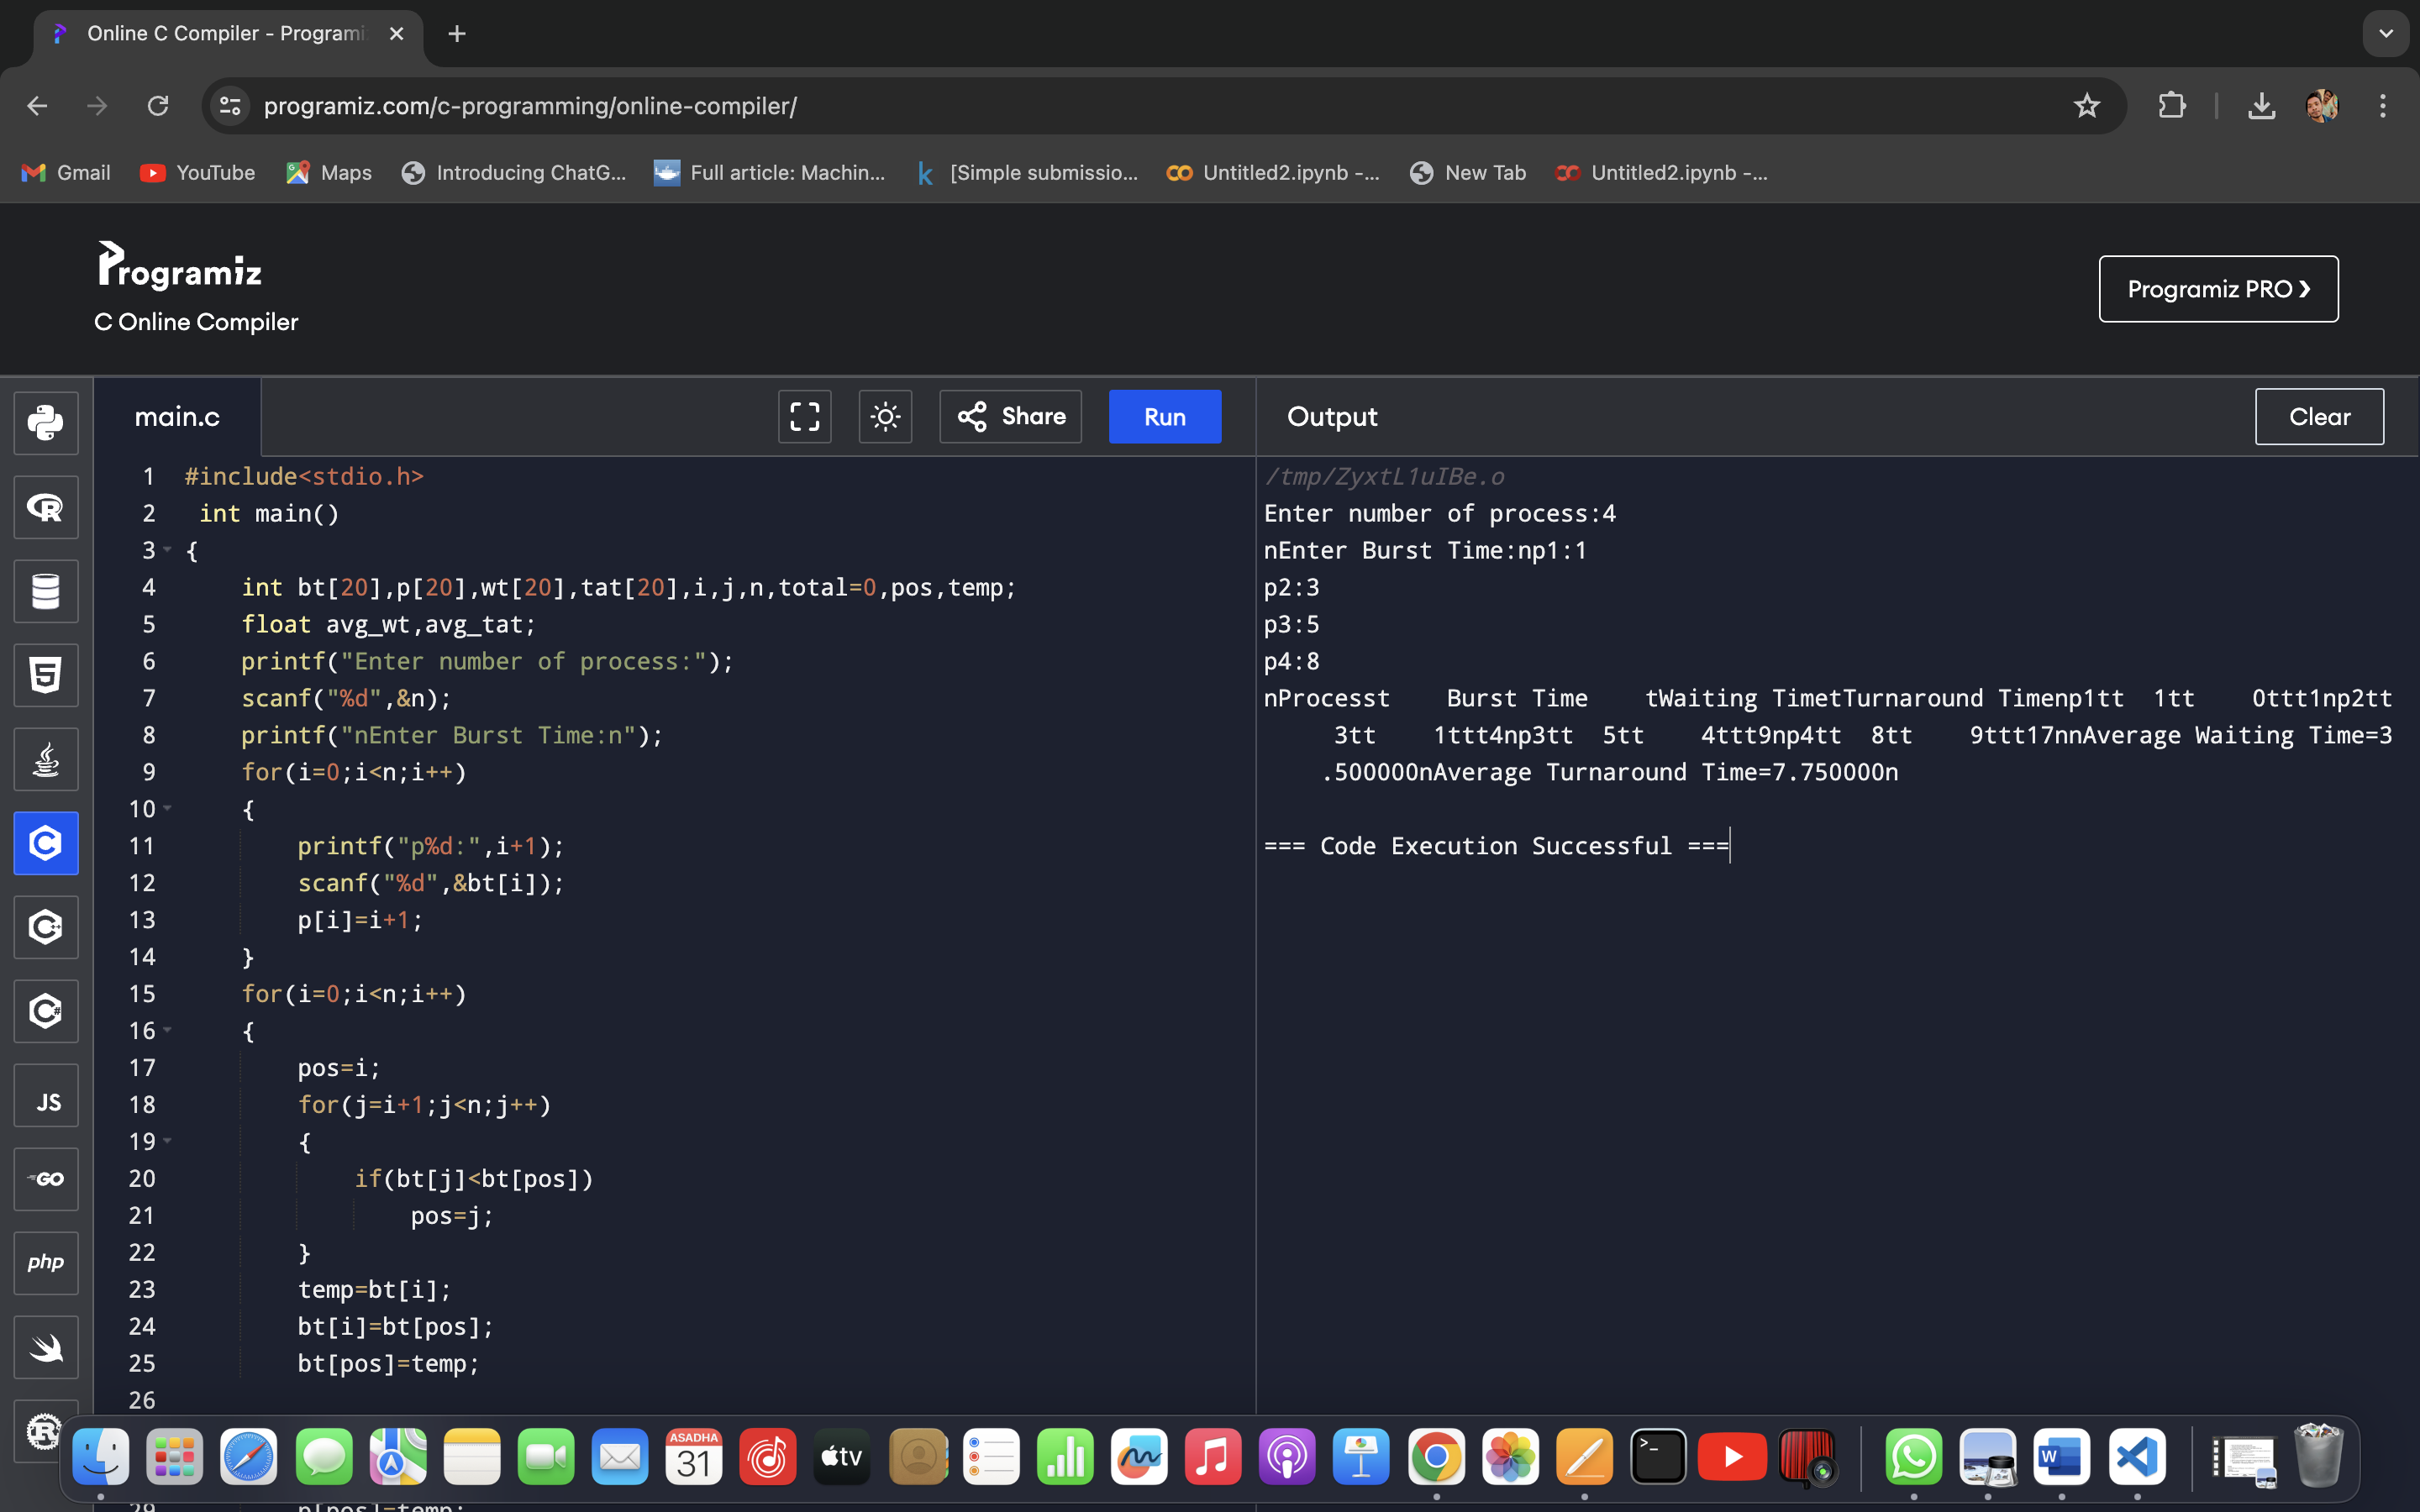 Online C Compiler - Programi
programiz.com/c-programming/online-compiler/
Gmail
YouTube
Maps
Introducing ChatG...
Full article: Machin...
[Simple submissio...
Untitled2.ipynb -...
New Tab
Untitled2.ipynb -...
Programiz
C Online Compiler
Programiz PRO ❯
main.c
Share
Run
Output
Clear
1 #include<stdio.h>
2 int main()
3 {
4 int bt[20],p[20],wt[20],tat[20],i,j,n,total=0,pos,temp;
5 float avg_wt,avg_tat;
6 printf("Enter number of process:");
7 scanf("%d",&n);
8 printf("nEnter Burst Time:n");
9 for(i=0;i<n;i++)
10 {
11 printf("p%d:",i+1);
12 scanf("%d",&bt[i]);
13 p[i]=i+1;
14 }
15 for(i=0;i<n;i++)
16 {
17 pos=i;
18 for(j=i+1;j<n;j++)
19 {
20 if(bt[j]<bt[pos])
21 pos=j;
22 }
23 temp=bt[i];
24 bt[i]=bt[pos];
25 bt[pos]=temp;
26
29 p[pos]=temp;
/tmp/ZyxtL1uIBe.o
Enter number of process:4
nEnter Burst Time:np1:1
p2:3
p3:5
p4:8
nProcesst    Burst Time    tWaiting TimetTurnaround Timenp1tt  1tt    0ttt1np2tt
3tt    1ttt4np3tt  5tt    4ttt9np4tt  8tt    9ttt17nnAverage Waiting Time=3
.500000nAverage Turnaround Time=7.750000n
=== Code Execution Successful ===
JS
GO
php
ASADHA
31
tv
W